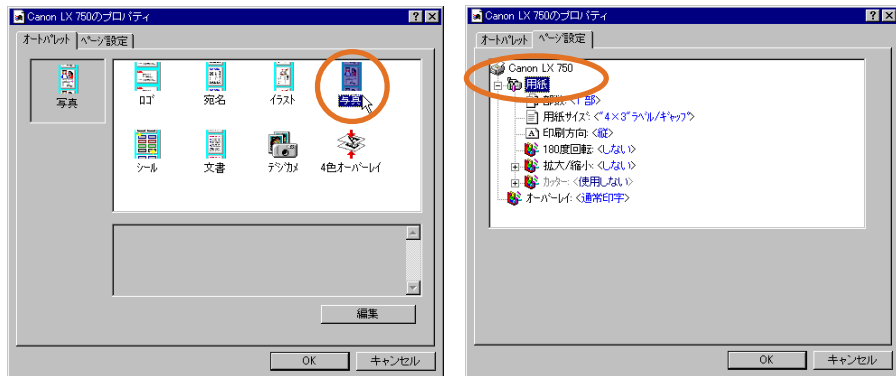 Canon LX 750のプロパティ
オートパレット
ページ設定
写真
ロゴ
宛名
イラスト
写真
シール
文書
デジカメ
4色オーバーレイ
編集
OK
キャンセル
Canon LX 750のプロパティ
オートパレット
ページ設定
Canon LX 750
用紙
部数: <1 部>
用紙サイズ: <"4×3"ラベル/ギャップ>
印刷方向: <縦>
180度回転: <しない>
拡大/縮小: <しない>
カッター: <使用しない>
オーバーレイ: <通常印字>
OK
キャンセル